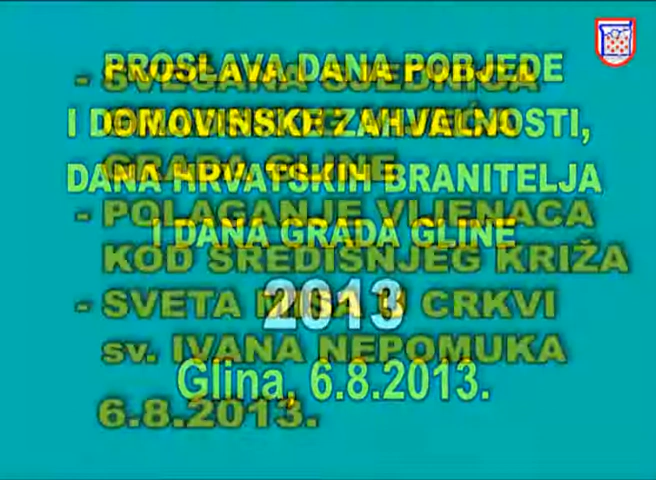 PROSLAVA DANA POBJEDE
I DOMOVINSKE ZAHVALNOSTI,
DANA HRVATSKIH BRANITELJA
I DANA GRADA GLINE
2013
Glina, 6.8.2013.
- SVEČANA SJEDNICA
GRADA GLINE
- POLAGANJE VIJENACA
KOD SREDIŠNJEG KRIŽA
- SVETA MISA U CRKVI
sv. IVANA NEPOMUKA
6.8.2013.